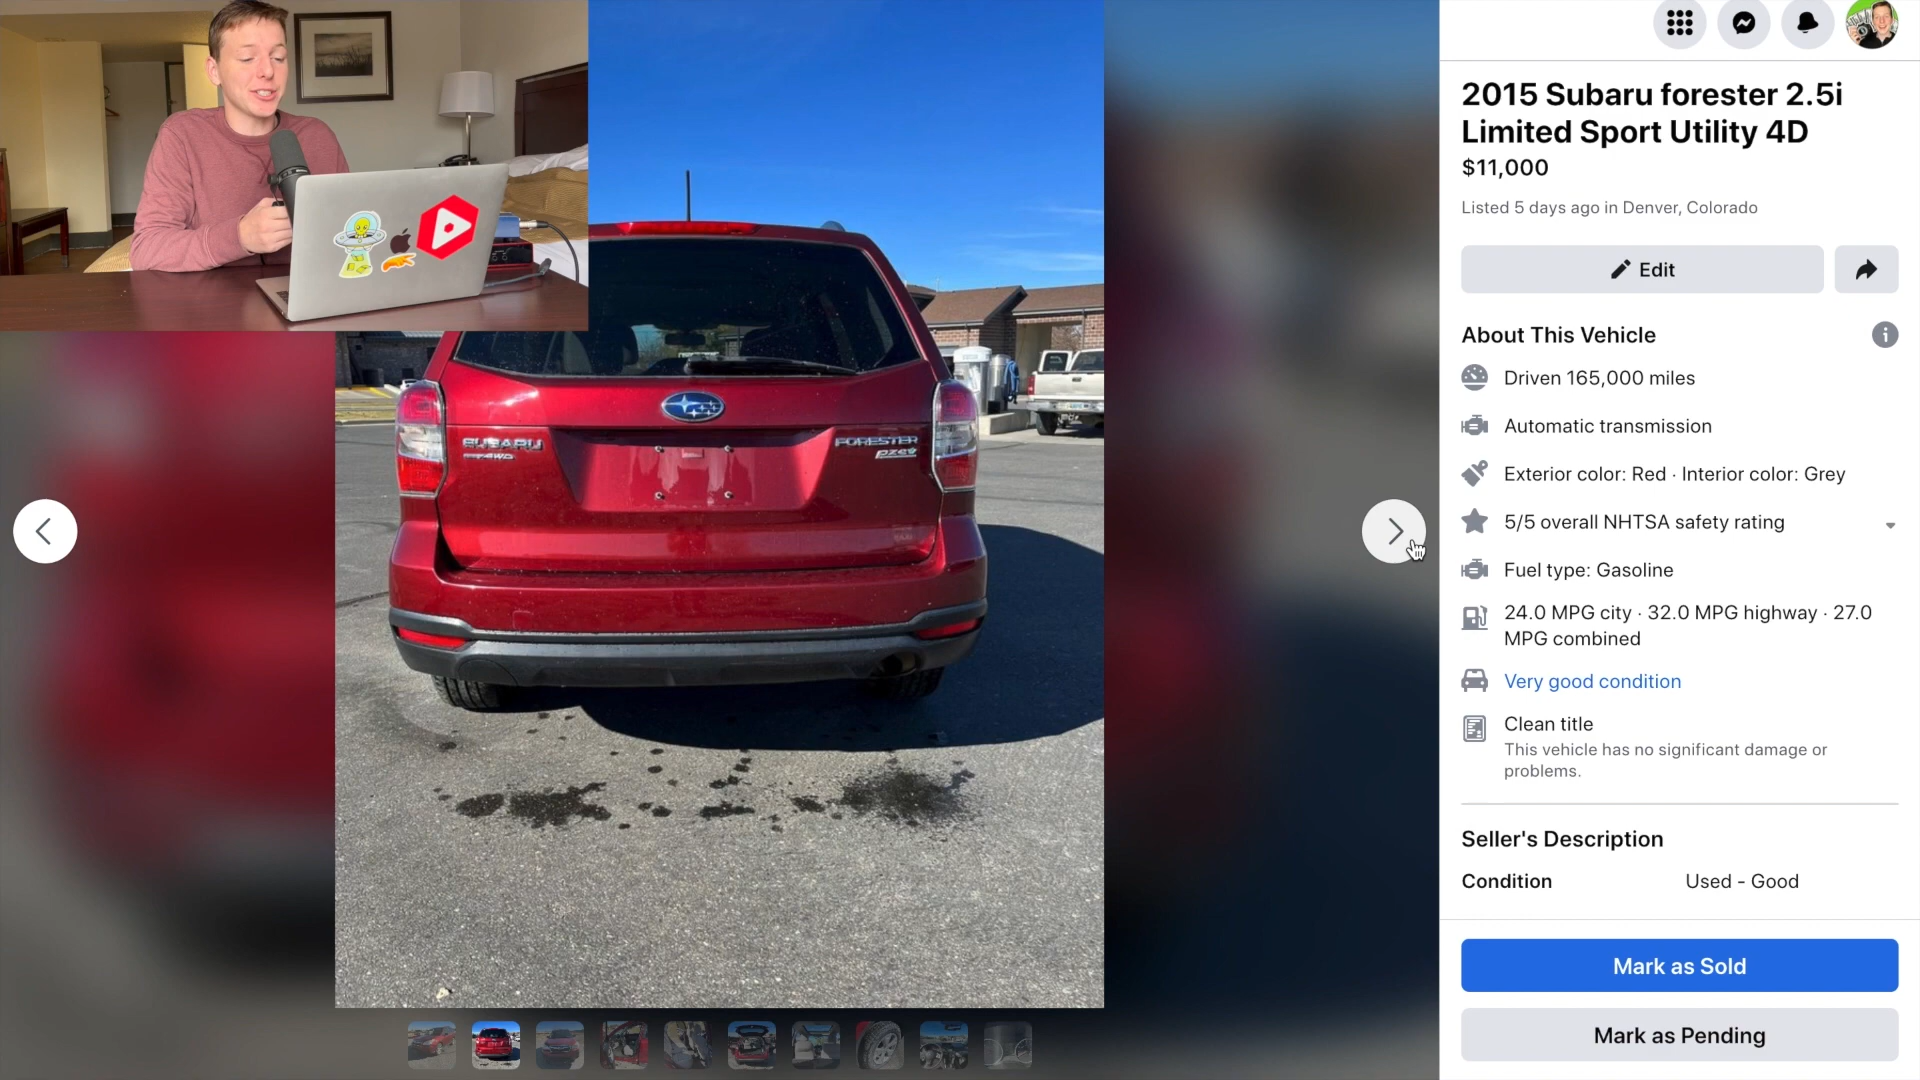 2015 Subaru forester 2.5i
Limited Sport Utility 4D
$11,000
Listed 5 days ago in Denver, Colorado
Edit
About This Vehicle
Driven 165,000 miles
Automatic transmission
Exterior color: Red · Interior color: Grey
5/5 overall NHTSA safety rating
Fuel type: Gasoline
24.0 MPG city · 32.0 MPG highway · 27.0
MPG combined
Very good condition
Clean title
This vehicle has no significant damage or
problems.
Seller's Description
Condition Used - Good
Mark as Sold
Mark as Pending
SUBARU
FORESTER
PZEV